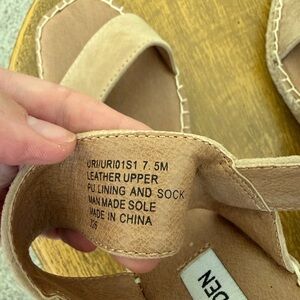 URI/URI01S1 7.5M
LEATHER UPPER
PU LINING AND SOCK
MAN MADE SOLE
MADE IN CHINA